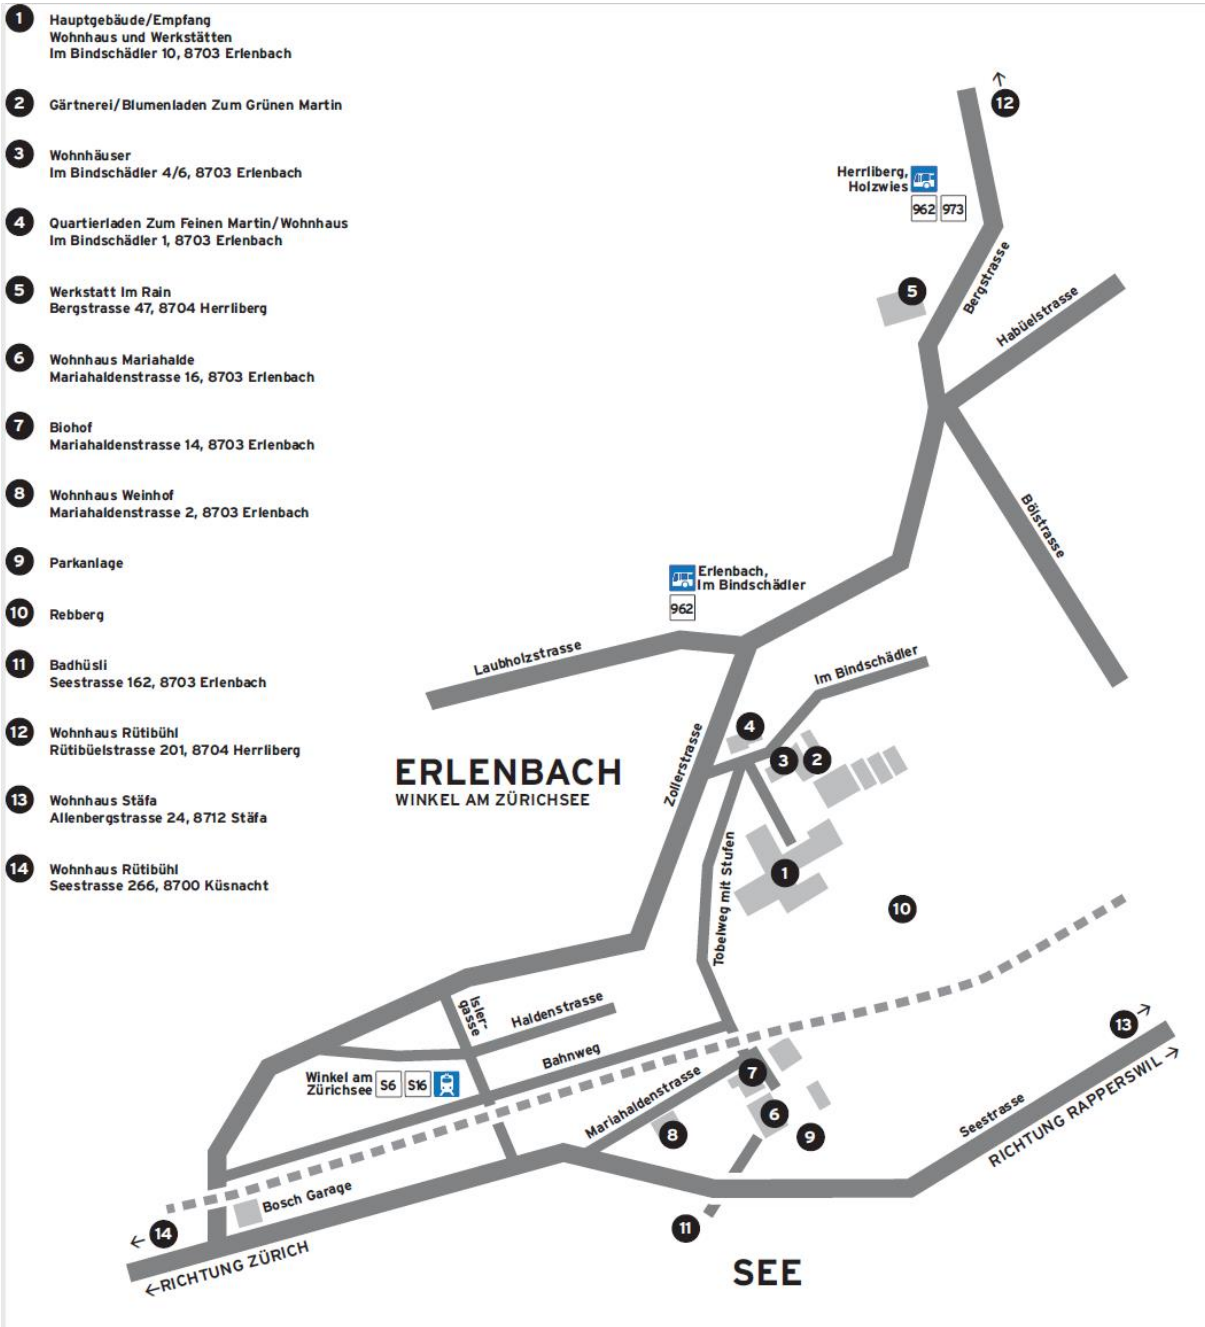 1 Hauptgebäude/Empfang
Wohnhaus und Werkstätten
Im Bindschädler 10, 8703 Erlenbach
2 Gärtnerei/Blumenladen Zum Grünen Martin
3 Wohnhäuser
Im Bindschädler 4/6, 8703 Erlenbach
4 Quartierladen Zum Feinen Martin/Wohnhaus
Im Bindschädler 1, 8703 Erlenbach
5 Werkstatt Im Rain
Bergstrasse 47, 8704 Herrliberg
6 Wohnhaus Mariahalde
Mariahaldenstrasse 16, 8703 Erlenbach
7 Biohof
Mariahaldenstrasse 14, 8703 Erlenbach
8 Wohnhaus Weinhof
Mariahaldenstrasse 2, 8703 Erlenbach
9 Parkanlage
10 Rebberg
11 Badhüsli
Seestrasse 162, 8703 Erlenbach
12 Wohnhaus Rütibühl
Rütibüelstrasse 201, 8704 Herrliberg
13 Wohnhaus Stäfa
Allenbergstrasse 24, 8712 Stäfa
14 Wohnhaus Rütibühl
Seestrasse 266, 8700 Küsnacht
↑
12
Herrliberg,
Holzwies
962 973
5
Bergstrasse
Habüelstrasse
Bölstrasse
Erlenbach,
Im Bindschädler
962
Laubholzstrasse
Im Bindschädler
4
3
2
Zollerstrasse
ERLENBACH
WINKEL AM ZÜRICHSEE
Tobelweg mit Stufen
1
10
Isler-
gasse
Haldenstrasse
Bahnweg
13 →
Winkel am
Zürichsee
S6 S16
Mariahaldenstrasse
7
6
8
9
Seestrasse
RICHTUNG RAPPERSWIL→
Bosch Garage
← 14
←RICHTUNG ZÜRICH
11
SEE